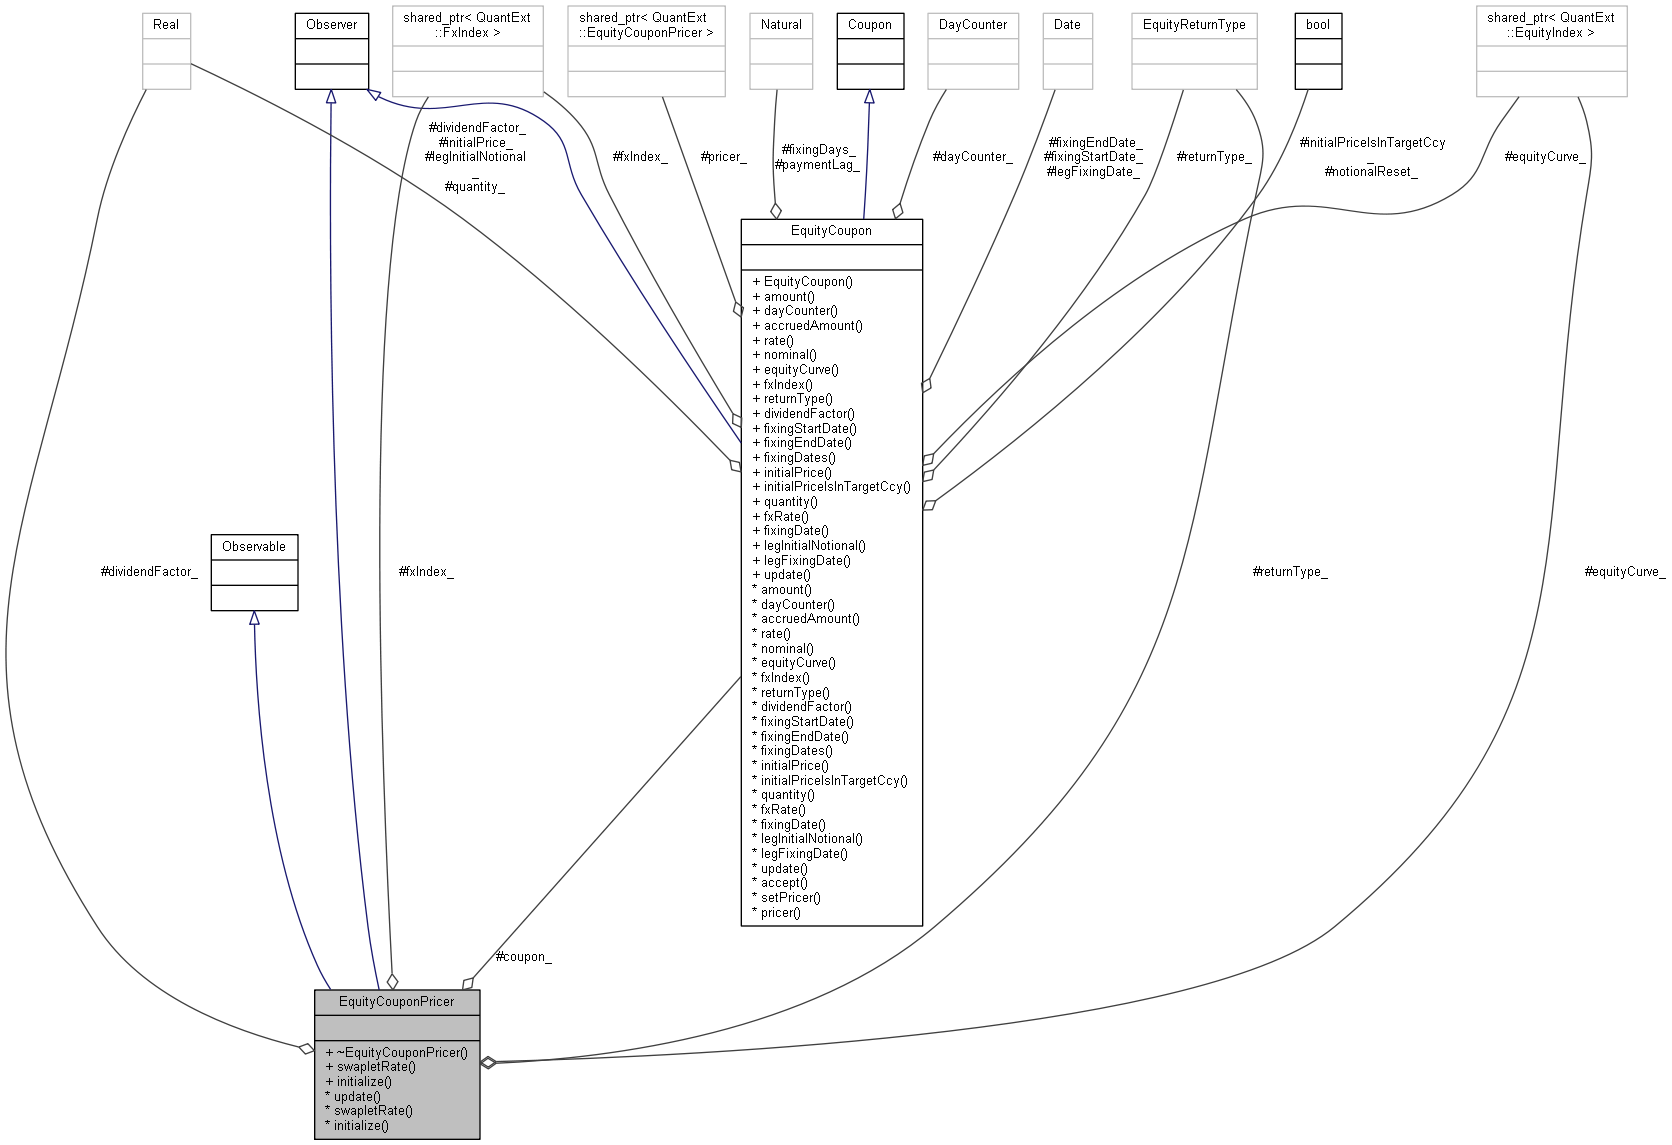 Real
Observer
shared_ptr< QuantExt
::FxIndex >
shared_ptr< QuantExt
::EquityCouponPricer >
Natural
Coupon
DayCounter
Date
EquityReturnType
bool
shared_ptr< QuantExt
::EquityIndex >
#dividendFactor_
#initialPrice_
#legInitialNotional
_
#quantity_
#fxIndex_
#pricer_
#fixingDays_
#paymentLag_
#dayCounter_
#fixingEndDate_
#fixingStartDate_
#legFixingDate_
#returnType_
#initialPriceIsInTargetCcy
_
#notionalReset_
#equityCurve_
EquityCoupon
+ EquityCoupon()
+ amount()
+ dayCounter()
+ accruedAmount()
+ rate()
+ nominal()
+ equityCurve()
+ fxIndex()
+ returnType()
+ dividendFactor()
+ fixingStartDate()
+ fixingEndDate()
+ fixingDates()
+ initialPrice()
+ initialPriceIsInTargetCcy()
+ quantity()
+ fxRate()
+ fixingDate()
+ legInitialNotional()
+ legFixingDate()
+ update()
* amount()
* dayCounter()
* accruedAmount()
* rate()
* nominal()
* equityCurve()
* fxIndex()
* returnType()
* dividendFactor()
* fixingStartDate()
* fixingEndDate()
* fixingDates()
* initialPrice()
* initialPriceIsInTargetCcy()
* quantity()
* fxRate()
* fixingDate()
* legInitialNotional()
* legFixingDate()
* update()
* accept()
* setPricer()
* pricer()
Observable
#dividendFactor_
#fxIndex_
#returnType_
#equityCurve_
#coupon_
EquityCouponPricer
+ ~EquityCouponPricer()
+ swapletRate()
+ initialize()
* update()
* swapletRate()
* initialize()